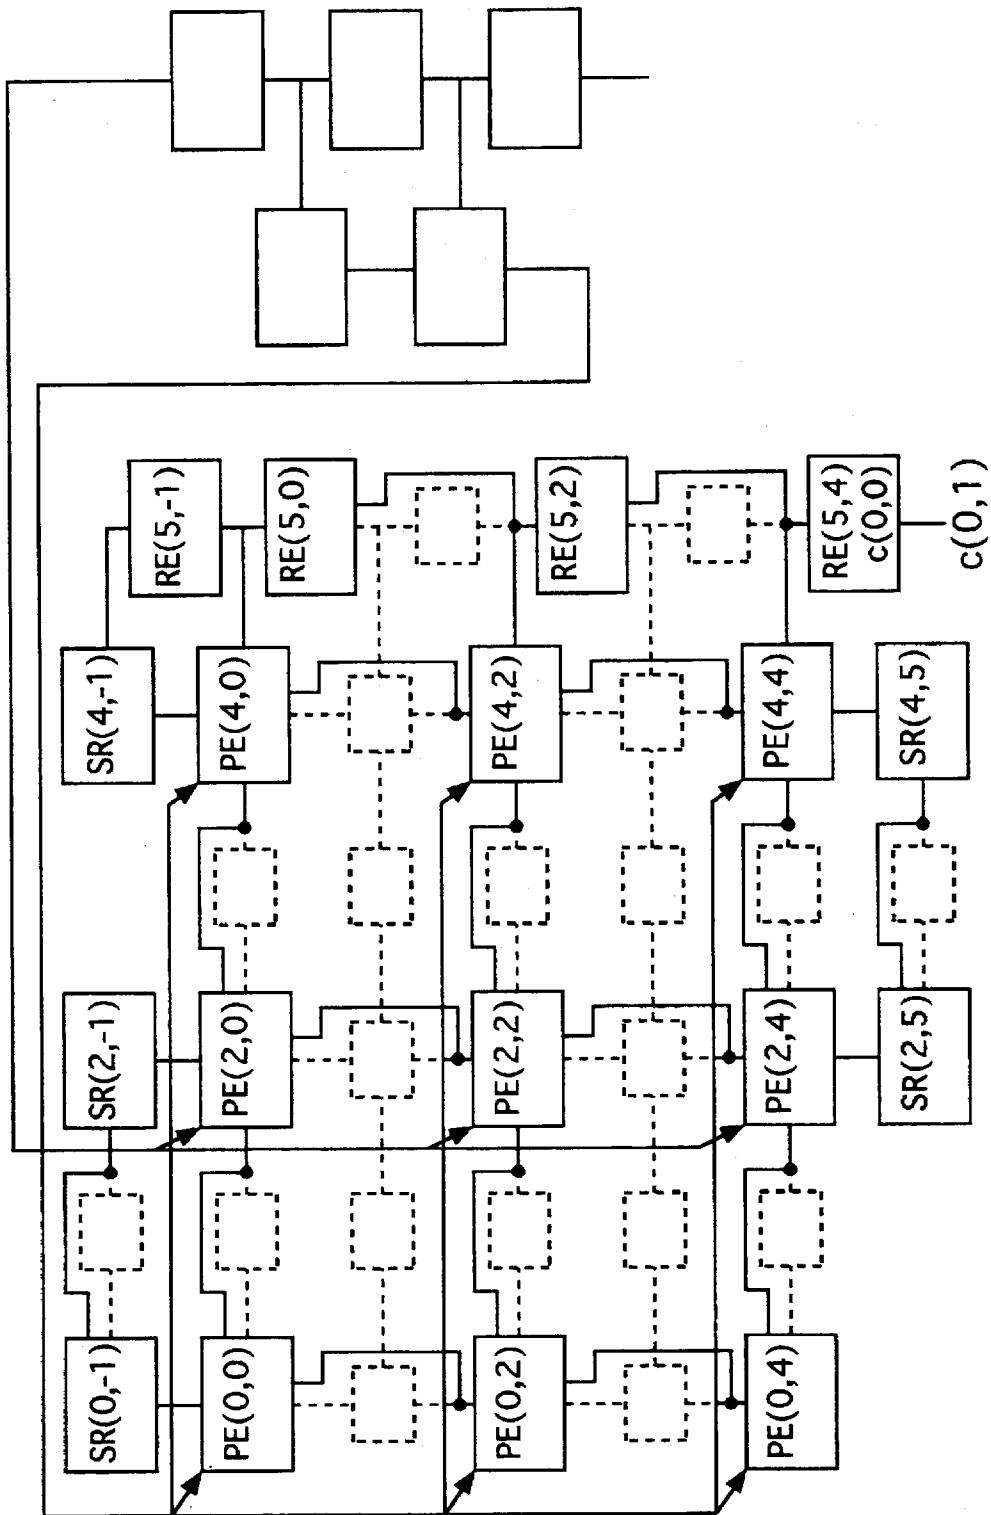 SR(0,-1)
SR(2,-1)
SR(4,-1)
RE(5,-1)
PE(0,0)
PE(2,0)
PE(4,0)
RE(5,0)
PE(0,2)
PE(2,2)
PE(4,2)
RE(5,2)
PE(0,4)
PE(2,4)
PE(4,4)
RE(5,4)
c(0,0)
SR(2,5)
SR(4,5)
c(0,1)